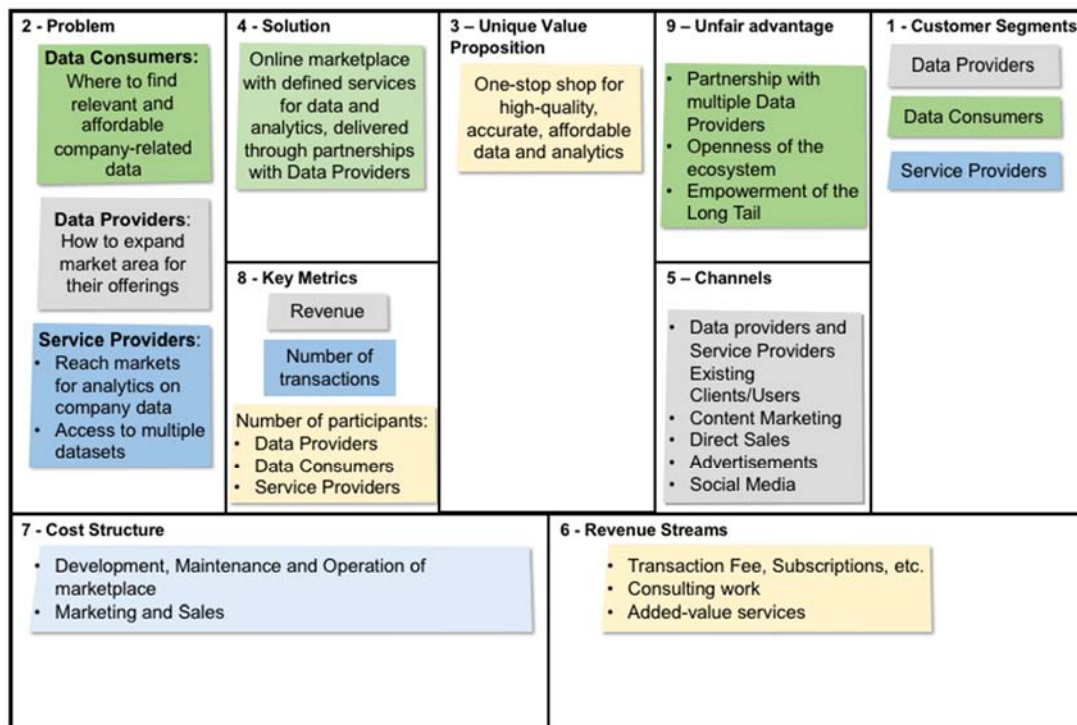 2 - Problem
Data Consumers:
Where to find
relevant and
affordable
company-related
data
Data Providers:
How to expand
market area for
their offerings
Service Providers:
• Reach markets
for analytics on
company data
• Access to multiple
datasets
4 - Solution
Online marketplace
with defined services
for data and
analytics, delivered
through partnerships
with Data Providers
8 - Key Metrics
Revenue
Number of
transactions
Number of participants:
• Data Providers
• Data Consumers
• Service Providers
3 – Unique Value
Proposition
One-stop shop for
high-quality,
accurate, affordable
data and analytics
9 - Unfair advantage
• Partnership with
multiple Data
Providers
• Openness of the
ecosystem
• Empowerment of the
Long Tail
5 – Channels
• Data providers and
Service Providers
Existing
Clients/Users
• Content Marketing
• Direct Sales
• Advertisements
• Social Media
1 - Customer Segments
Data Providers
Data Consumers
Service Providers
7 - Cost Structure
• Development, Maintenance and Operation of
marketplace
• Marketing and Sales
6 - Revenue Streams
• Transaction Fee, Subscriptions, etc.
• Consulting work
• Added-value services